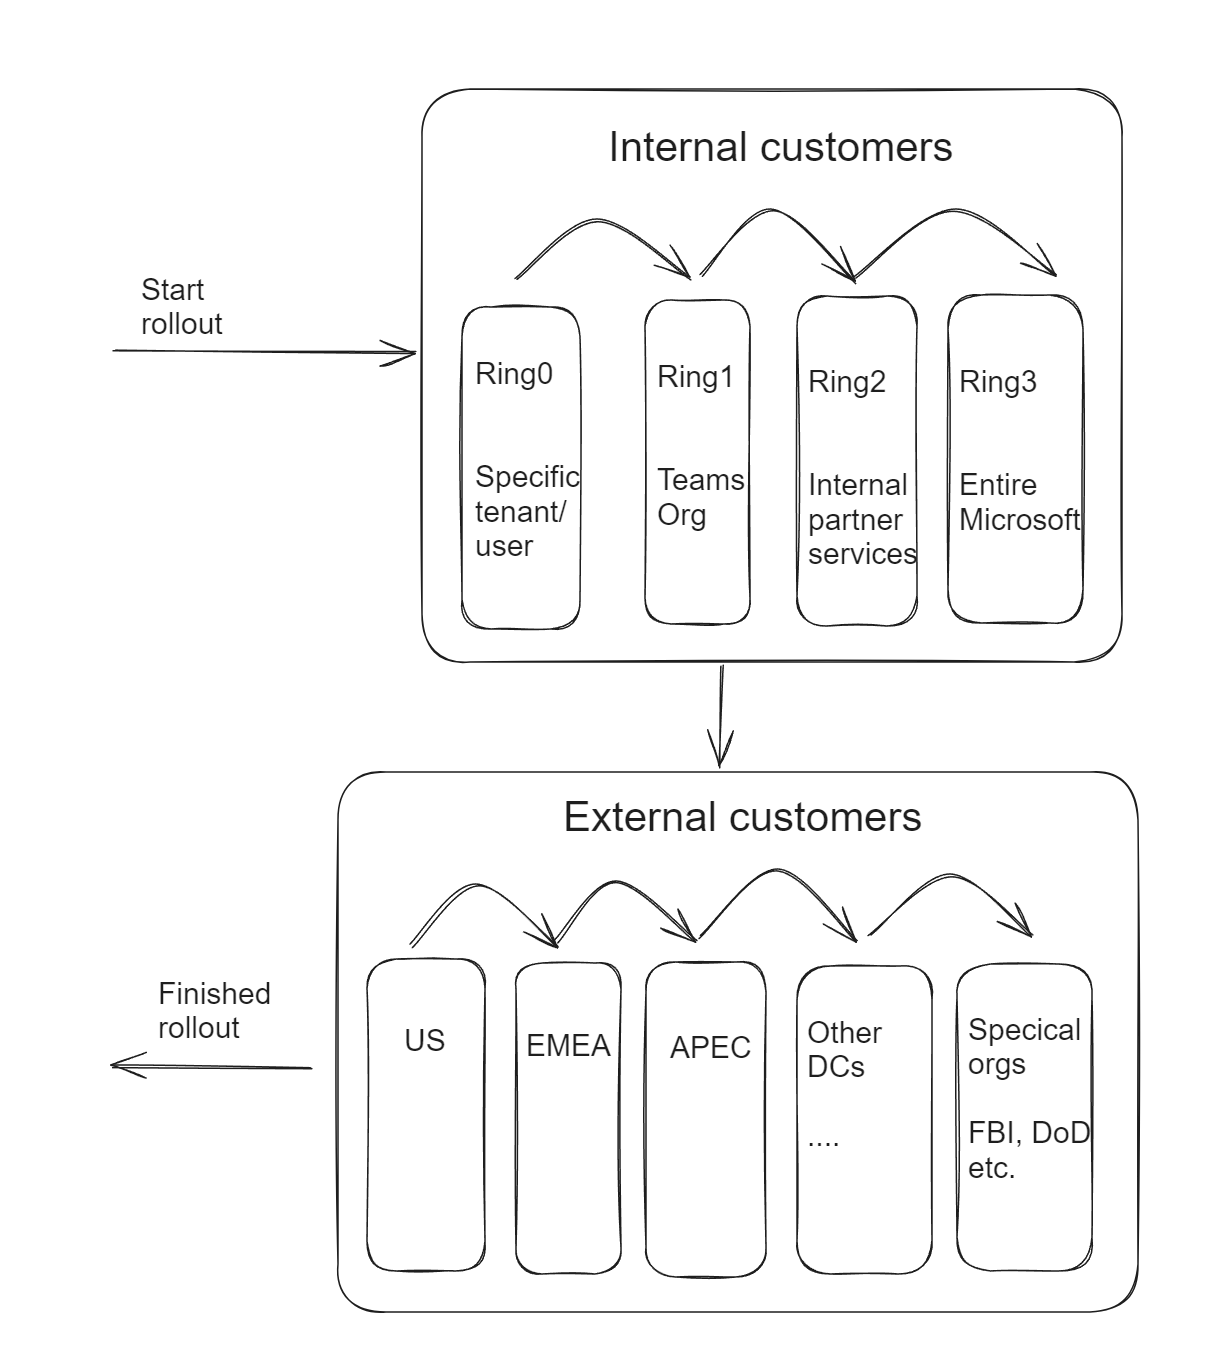 Internal customers
Start
rollout
Ring0
Specific
tenant/
user
Ring1
Teams
Org
Ring2
Internal
partner
services
Ring3
Entire
Microsoft
External customers
Finished
rollout
US
EMEA
APEC
Other
DCs
....
Specical
orgs
FBI, DoD
etc.